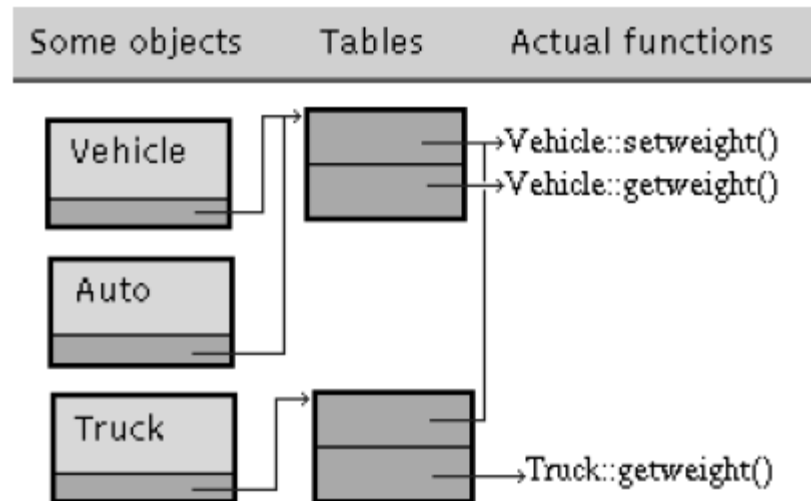 Some objects Tables Actual functions
Vehicle
Vehicle::setweight()
Vehicle::getweight()
Auto
Truck
Truck::getweight()